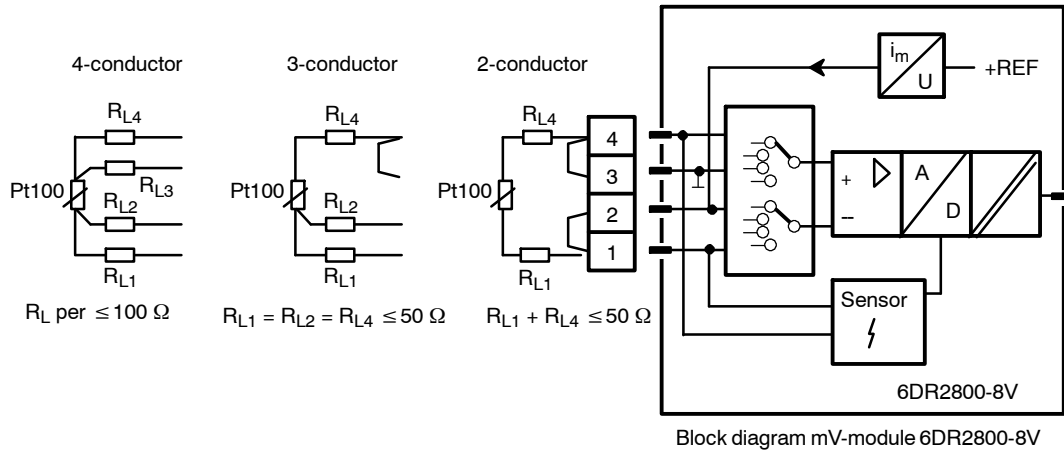 4-conductor
3-conductor
2-conductor
i_m
U
+REF
R_L4
R_L4
R_L4
4
3
2
1
Pt100
R_L3
R_L2
R_L1
Pt100
R_L2
R_L1
Pt100
R_L1
⊥
+
--
A
D
Sensor
R_L per ≤ 100 Ω
R_L1 = R_L2 = R_L4 ≤ 50 Ω
R_L1 + R_L4 ≤ 50 Ω
6DR2800-8V
Block diagram mV-module 6DR2800-8V